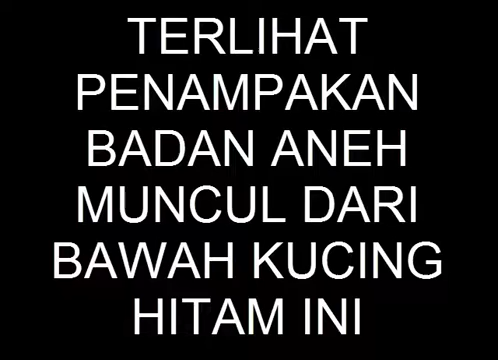 TERLIHAT
PENAMPAKAN
BADAN ANEH
MUNCUL DARI
BAWAH KUCING
HITAM INI